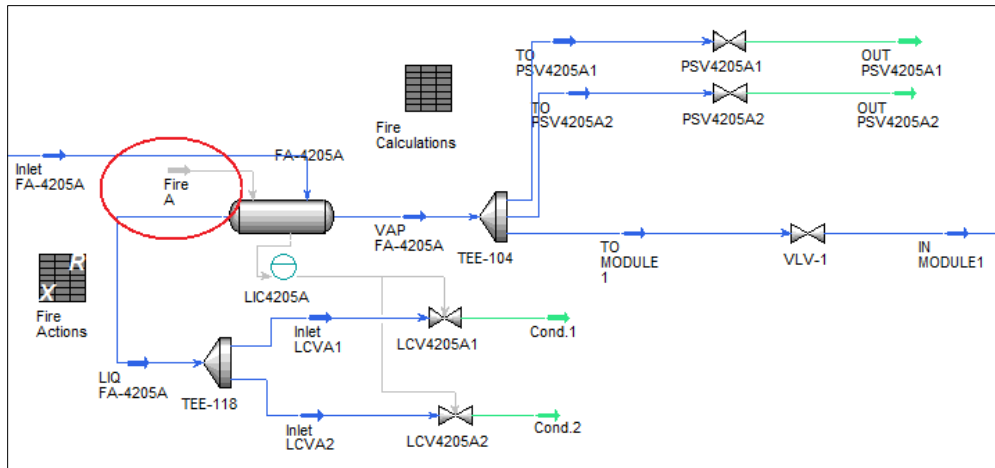 TO
PSV4205A1
PSV4205A1
OUT
PSV4205A1
TO
PSV4205A2
PSV4205A2
OUT
PSV4205A2
Fire
Calculations
Inlet
FA-4205A
Fire
A
FA-4205A
VAP
FA-4205A
TEE-104
TO
MODULE
1
VLV-1
IN
MODULE1
R
X
Fire
Actions
LIC4205A
Inlet
LCVA1
LCV4205A1
Cond.1
LIQ
FA-4205A
TEE-118
Inlet
LCVA2
LCV4205A2
Cond.2